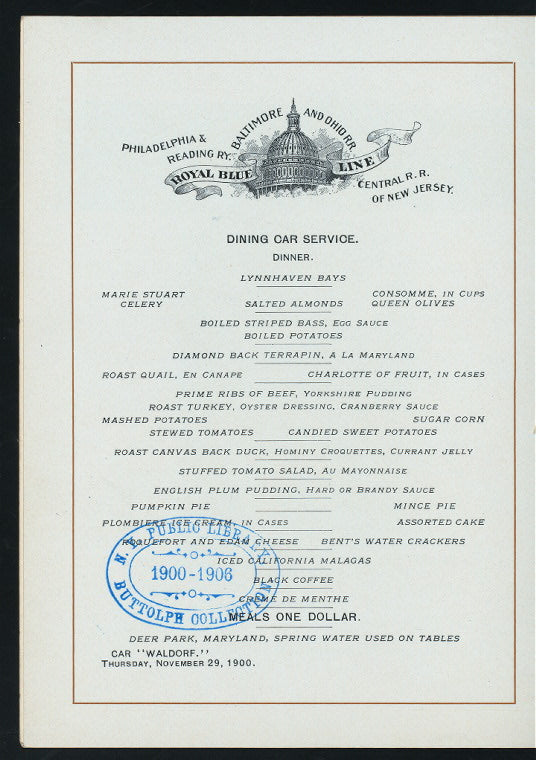 PHILADELPHIA & READING RY. BALTIMORE AND OHIO RR.
ROYAL BLUE LINE
CENTRAL R.R. OF NEW JERSEY.
DINING CAR SERVICE.
DINNER.
LYNNHAVEN BAYS
MARIE STUART CONSOMME, IN CUPS
CELERY SALTED ALMONDS QUEEN OLIVES
BOILED STRIPED BASS, EGG SAUCE
BOILED POTATOES
DIAMOND BACK TERRAPIN, A LA MARYLAND
ROAST QUAIL, EN CANAPE CHARLOTTE OF FRUIT, IN CASES
PRIME RIBS OF BEEF, YORKSHIRE PUDDING
ROAST TURKEY, OYSTER DRESSING, CRANBERRY SAUCE
MASHED POTATOES SUGAR CORN
STEWED TOMATOES CANDIED SWEET POTATOES
ROAST CANVAS BACK DUCK, HOMINY CROQUETTES, CURRANT JELLY
STUFFED TOMATO SALAD, AU MAYONNAISE
ENGLISH PLUM PUDDING, HARD OR BRANDY SAUCE
PUMPKIN PIE MINCE PIE
PLOMBIERE ICE CREAM, IN CASES ASSORTED CAKE
ROQUEFORT AND EDAM CHEESE BENT'S WATER CRACKERS
ICED CALIFORNIA MALAGAS
BLACK COFFEE
CREME DE MENTHE
MEALS ONE DOLLAR.
DEER PARK, MARYLAND, SPRING WATER USED ON TABLES
CAR "WALDORF."
THURSDAY, NOVEMBER 29, 1900.
N.Y. PUBLIC LIBRARY
1900-1906
BUTTOLPH COLLECTION